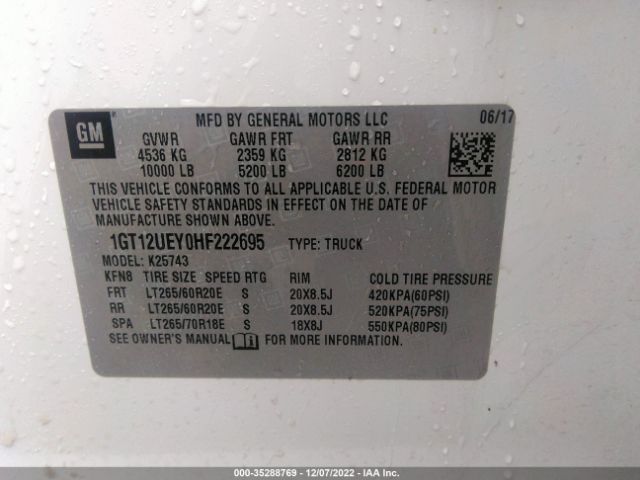 GM
MFD BY GENERAL MOTORS LLC 06/17
GVWR GAWR FRT GAWR RR
4536 KG 2359 KG 2812 KG
10000 LB 5200 LB 6200 LB
THIS VEHICLE CONFORMS TO ALL APPLICABLE U.S. FEDERAL MOTOR
VEHICLE SAFETY STANDARDS IN EFFECT ON THE DATE OF
MANUFACTURE SHOWN ABOVE.
1GT12UEY0HF222695 TYPE: TRUCK
MODEL: K25743
KFN8 TIRE SIZE SPEED RTG RIM COLD TIRE PRESSURE
FRT LT265/60R20E S 20X8.5J 420KPA(60PSI)
RR LT265/60R20E S 20X8.5J 520KPA(75PSI)
SPA LT265/70R18E S 18X8J 550KPA(80PSI)
SEE OWNER'S MANUAL FOR MORE INFORMATION.
000-35288769 - 12/07/2022 - IAA Inc.